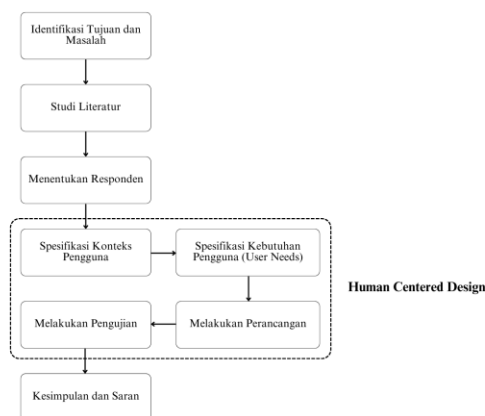 Identifikasi Tujuan dan
Masalah
Studi Literatur
Menentukan Responden
Spesifikasi Konteks
Pengguna
Spesifikasi Kebutuhan
Pengguna (User Needs)
Human Centered Design
Melakukan Pengujian
Melakukan Perancangan
Kesimpulan dan Saran